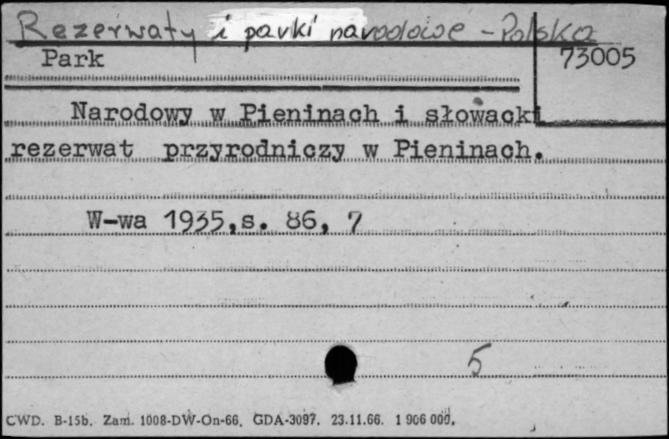 Rezerwaty i parki narodowe - Polska
Park
73005
Narodowy w Pieninach i słowacki
rezerwat przyrodniczy w Pieninach.
W-wa 1935,s. 86, 7
5
CWD. B-15b. Zam. 1008-DW-On-66. GDA-3097. 23.11.66. 1 906 000.